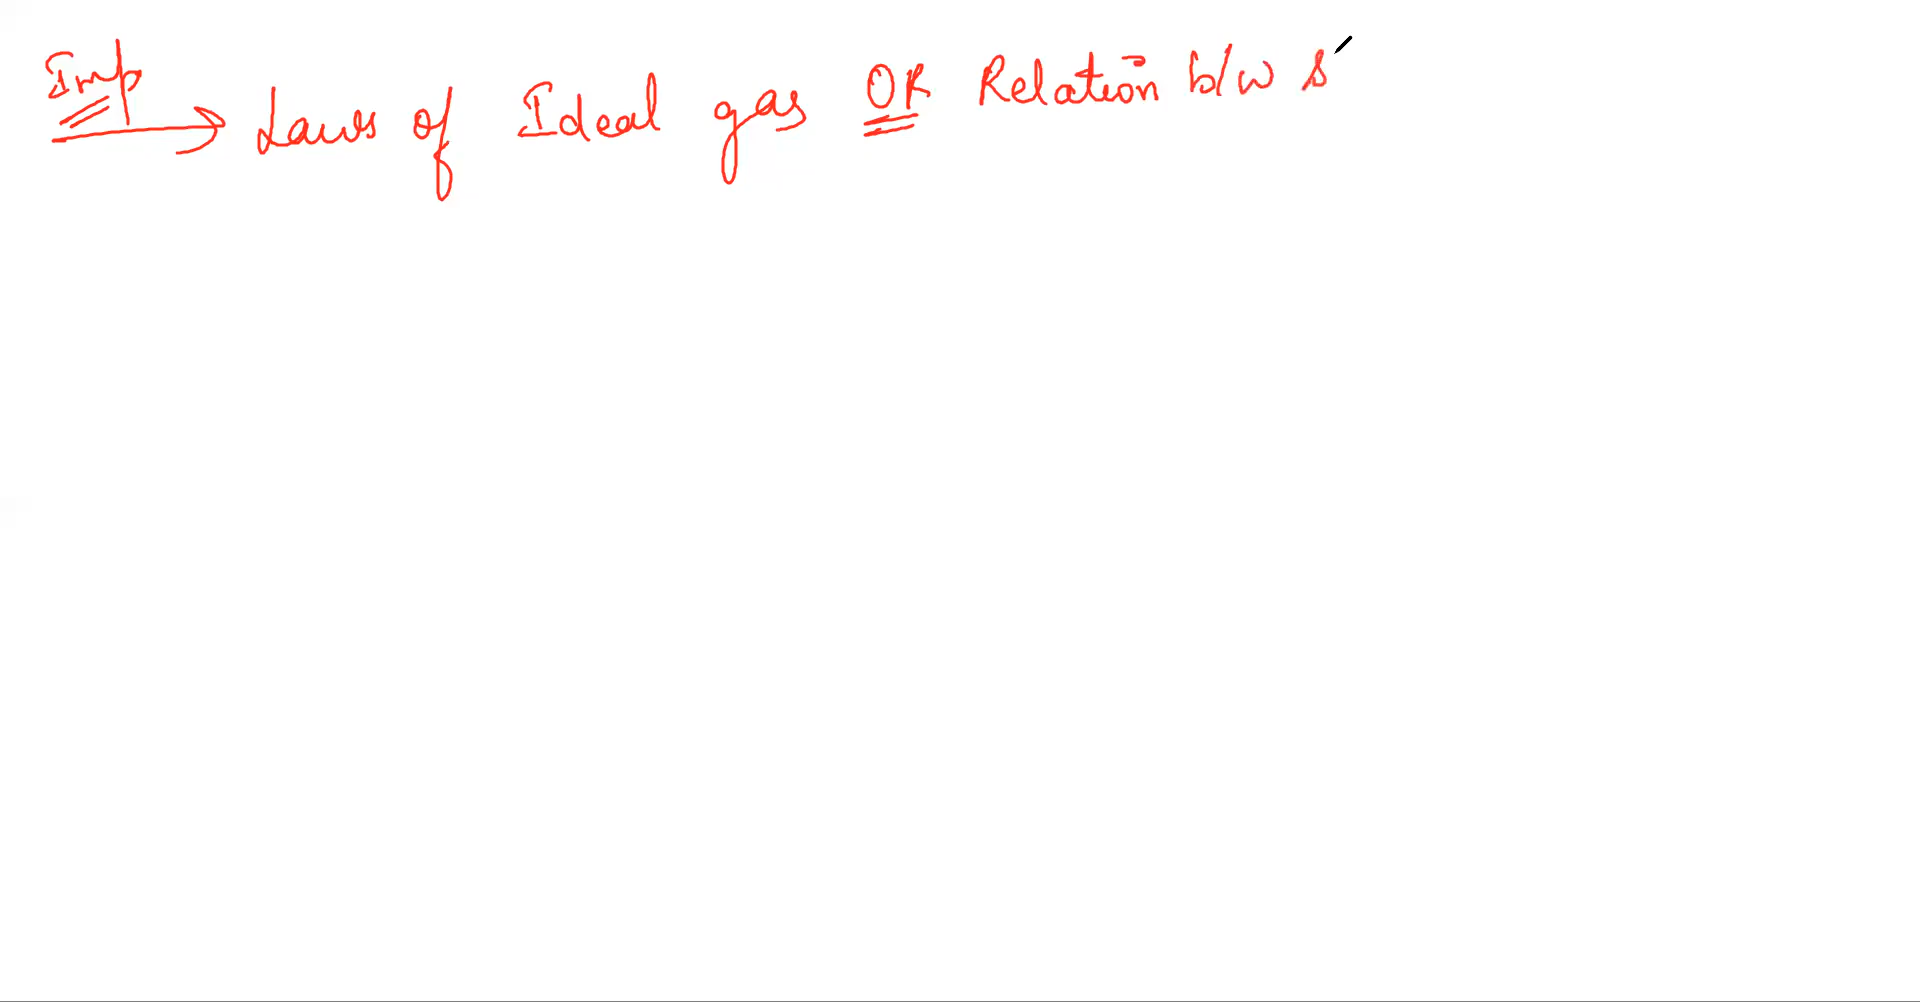 Imp → Laws of Ideal gas OR Relation b/w s